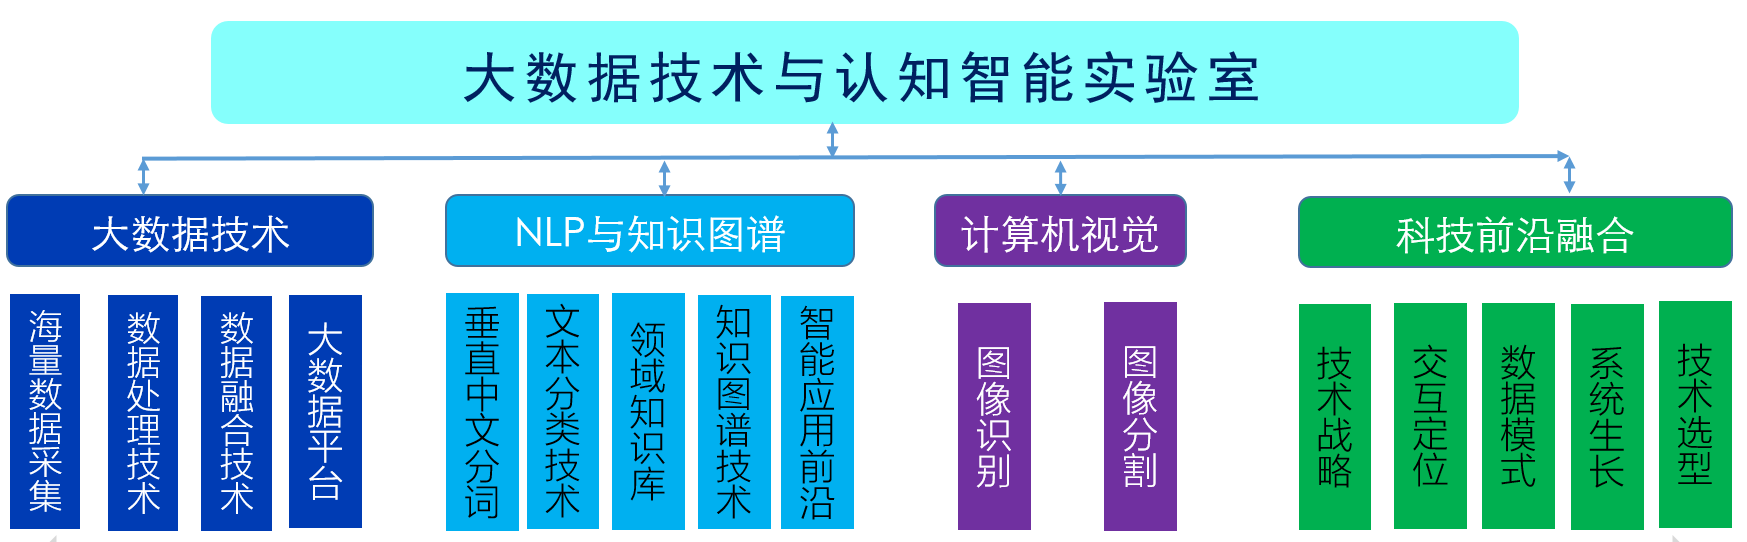 大数据技术与认知智能实验室
大数据技术
NLP与知识图谱
计算机视觉
科技前沿融合
海量数据采集
数据处理技术
数据融合技术
大数据平台
垂直中文分词
文本分类技术
领域知识库
知识图谱技术
智能应用前沿
图像识别
图像分割
技术战略
交互定位
数据模式
系统生长
技术选型